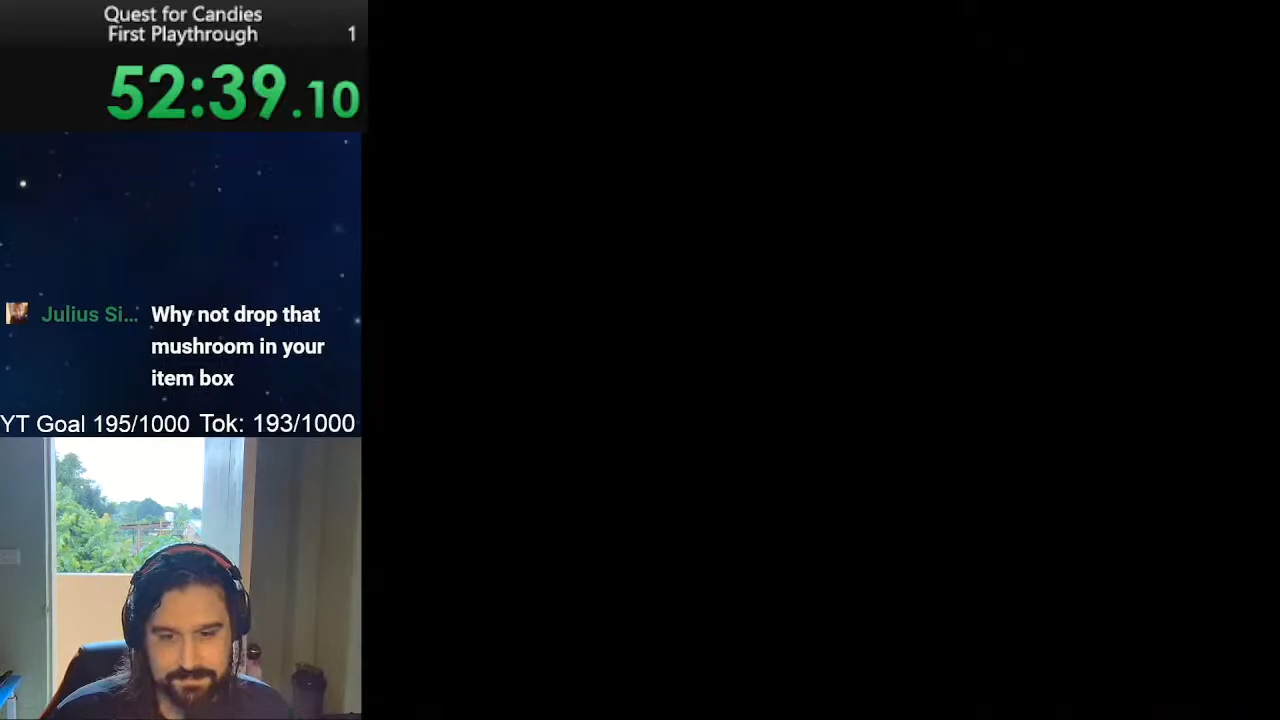 Quest for Candies
First Playthrough 1
52:39.10
Julius Si... Why not drop that
mushroom in your
item box
YT Goal 195/1000 Tok: 193/1000